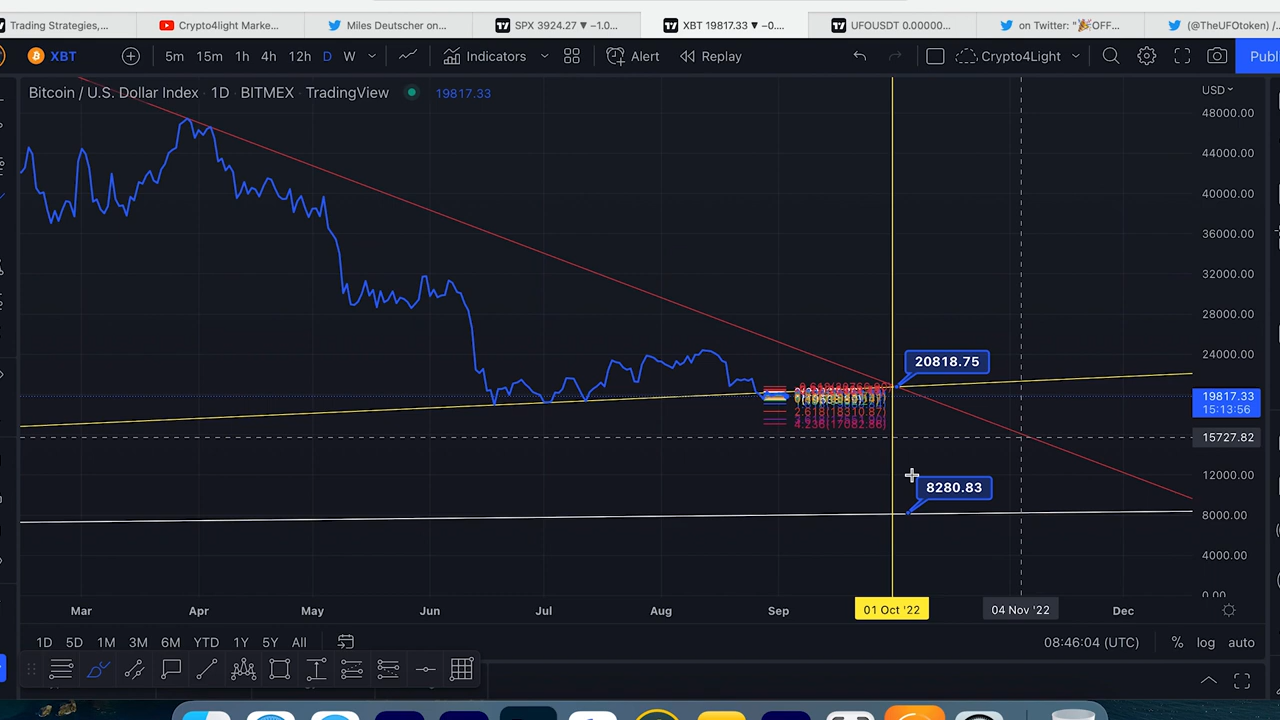 Trading Strategies,...
Crypto4light Marke...
Miles Deutscher on...
SPX 3924.27 ▼ −1.0...
XBT 19817.33 ▼ −0....
UFOUSDT 0.00000...
on Twitter: "🎉OFF...
(@TheUFOtoken) /...
XBT
5m 15m 1h 4h 12h D W
Indicators
Alert
Replay
Crypto4Light
Publ
Bitcoin / U.S. Dollar Index · 1D · BITMEX · TradingView
19817.33
USD
48000.00
44000.00
40000.00
36000.00
32000.00
28000.00
24000.00
20818.75
19817.33
15:13:56
2.618(18310.87)
4.236(17082.86)
15727.82
12000.00
8280.83
8000.00
4000.00
0.00
Mar Apr May Jun Jul Aug Sep 01 Oct '22 04 Nov '22 Dec
1D 5D 1M 3M 6M YTD 1Y 5Y All
08:46:04 (UTC) % log auto